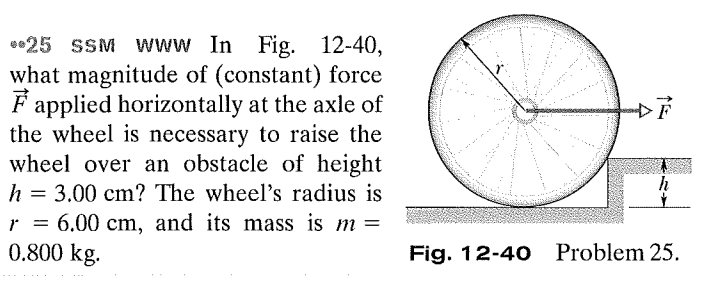 ••25 SSM WWW In Fig. 12-40,
what magnitude of (constant) force
F⃗ applied horizontally at the axle of
the wheel is necessary to raise the
wheel over an obstacle of height
h = 3.00 cm? The wheel's radius is
r = 6.00 cm, and its mass is m =
0.800 kg.
r
F⃗
h
Fig. 12-40 Problem 25.